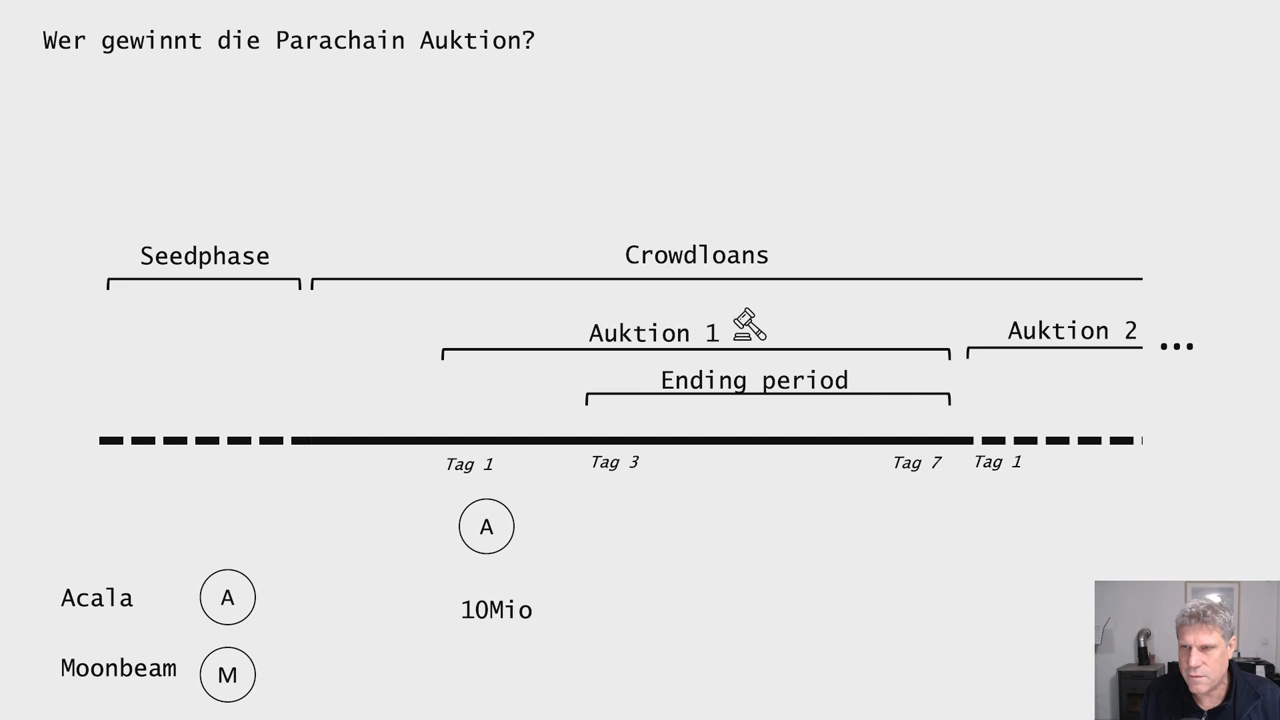 Wer gewinnt die Parachain Auktion?
Seedphase
Crowdloans
Auktion 1
Auktion 2
...
Ending period
Tag 1
Tag 3
Tag 7
Tag 1
A
Acala
A
10Mio
Moonbeam
M